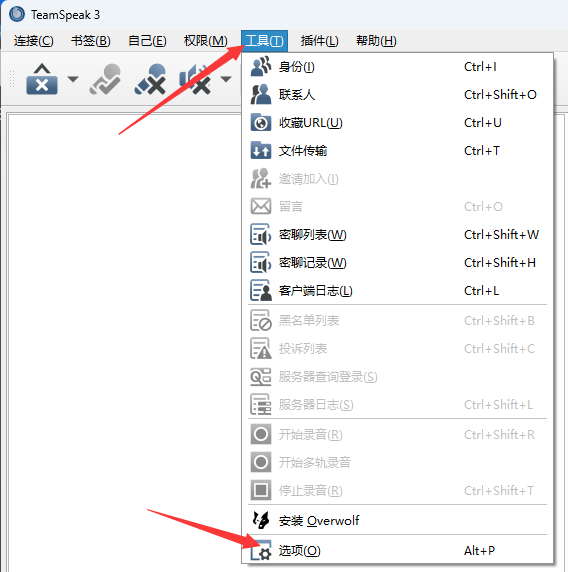 TeamSpeak 3
连接(C) 书签(B) 自己(E) 权限(M) 工具(T) 插件(L) 帮助(H)
身份(I) Ctrl+I
联系人 Ctrl+Shift+O
收藏URL(U) Ctrl+U
文件传输 Ctrl+T
邀请加入(I)
留言 Ctrl+O
密聊列表(W) Ctrl+Shift+W
密聊记录(W) Ctrl+Shift+H
客户端日志(L) Ctrl+L
黑名单列表 Ctrl+Shift+B
投诉列表 Ctrl+Shift+C
服务器查询登录(S)
服务器日志(S) Ctrl+Shift+L
开始录音(R) Ctrl+Shift+R
开始多轨录音
停止录音(R) Ctrl+Shift+T
安装 Overwolf
选项(O) Alt+P